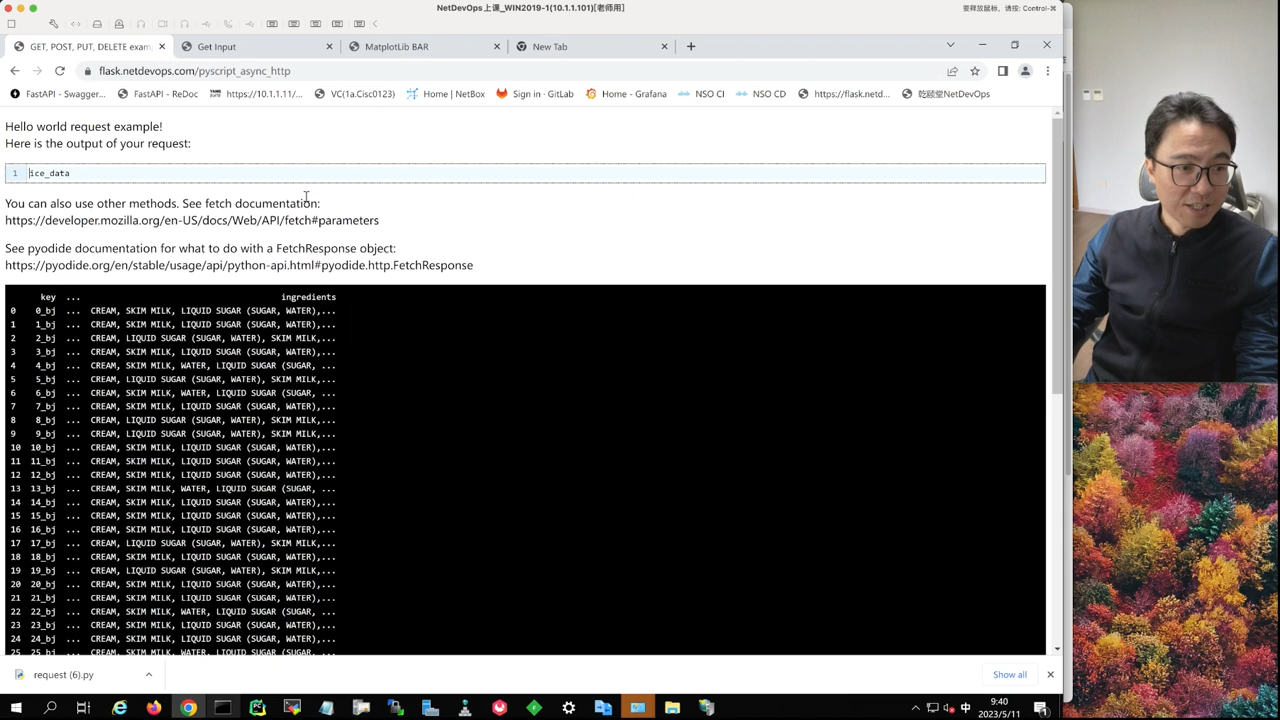 NetDevOps上课_WIN2019-1(10.1.1.101)[老师用]
要释放鼠标，请按: Control-⌘
GET, POST, PUT, DELETE exam
Get Input
MatplotLib BAR
New Tab
flask.netdevops.com/pyscript_async_http
FastAPI - Swagger...
FastAPI - ReDoc
https://10.1.1.11/...
VC(1a.Cisco0123)
Home | NetBox
Sign in · GitLab
Home - Grafana
NSO CI
NSO CD
https://flask.netd...
乾颐堂NetDevOps
Hello world request example!
Here is the output of your request:
1 ice_data
You can also use other methods. See fetch documentation:
https://developer.mozilla.org/en-US/docs/Web/API/fetch#parameters
See pyodide documentation for what to do with a FetchResponse object:
https://pyodide.org/en/stable/usage/api/python-api.html#pyodide.http.FetchResponse
key ... ingredients
0 0_bj ... CREAM, SKIM MILK, LIQUID SUGAR (SUGAR, WATER),...
1 1_bj ... CREAM, SKIM MILK, LIQUID SUGAR (SUGAR, WATER),...
2 2_bj ... CREAM, LIQUID SUGAR (SUGAR, WATER), SKIM MILK,...
3 3_bj ... CREAM, SKIM MILK, LIQUID SUGAR (SUGAR, WATER),...
4 4_bj ... CREAM, SKIM MILK, WATER, LIQUID SUGAR (SUGAR, ...
5 5_bj ... CREAM, LIQUID SUGAR (SUGAR, WATER), SKIM MILK,...
6 6_bj ... CREAM, SKIM MILK, WATER, LIQUID SUGAR (SUGAR, ...
7 7_bj ... CREAM, SKIM MILK, LIQUID SUGAR (SUGAR, WATER),...
8 8_bj ... CREAM, LIQUID SUGAR (SUGAR, WATER), SKIM MILK,...
9 9_bj ... CREAM, LIQUID SUGAR (SUGAR, WATER), SKIM MILK,...
10 10_bj ... CREAM, SKIM MILK, LIQUID SUGAR (SUGAR, WATER),...
11 11_bj ... CREAM, SKIM MILK, LIQUID SUGAR (SUGAR, WATER),...
12 12_bj ... CREAM, SKIM MILK, LIQUID SUGAR (SUGAR, WATER),...
13 13_bj ... CREAM, SKIM MILK, WATER, LIQUID SUGAR (SUGAR, ...
14 14_bj ... CREAM, SKIM MILK, LIQUID SUGAR (SUGAR, WATER),...
15 15_bj ... CREAM, SKIM MILK, LIQUID SUGAR (SUGAR, WATER),...
16 16_bj ... CREAM, SKIM MILK, LIQUID SUGAR (SUGAR, WATER),...
17 17_bj ... CREAM, LIQUID SUGAR (SUGAR, WATER), SKIM MILK,...
18 18_bj ... CREAM, SKIM MILK, LIQUID SUGAR (SUGAR, WATER),...
19 19_bj ... CREAM, LIQUID SUGAR (SUGAR, WATER), SKIM MILK,...
20 20_bj ... CREAM, SKIM MILK, LIQUID SUGAR (SUGAR, WATER),...
21 21_bj ... CREAM, SKIM MILK, LIQUID SUGAR (SUGAR, WATER),...
22 22_bj ... CREAM, SKIM MILK, WATER, LIQUID SUGAR (SUGAR, ...
23 23_bj ... CREAM, SKIM MILK, LIQUID SUGAR (SUGAR, WATER),...
24 24_bj ... CREAM, SKIM MILK, LIQUID SUGAR (SUGAR, WATER),...
25 25_bj ... CREAM, SKIM MILK, WATER, LIQUID SUGAR (SUGAR, ...
request (6).py
Show all
中
9:40
2023/5/11